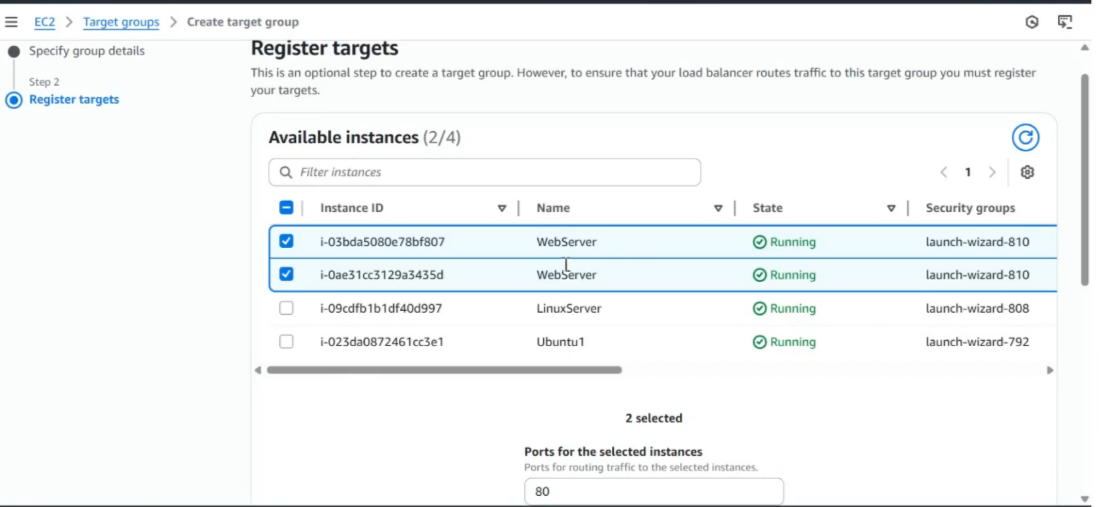 EC2 > Target groups > Create target group
Specify group details
Step 2
Register targets
Register targets
This is an optional step to create a target group. However, to ensure that your load balancer routes traffic to this target group you must register
your targets.
Available instances (2/4)
Filter instances
1
Instance ID Name State Security groups
i-03bda5080e78bf807 WebServer Running launch-wizard-810
i-0ae31cc3129a3435d WebServer Running launch-wizard-810
i-09cdfb1b1df40d997 LinuxServer Running launch-wizard-808
i-023da0872461cc3e1 Ubuntu1 Running launch-wizard-792
2 selected
Ports for the selected instances
Ports for routing traffic to the selected instances.
80